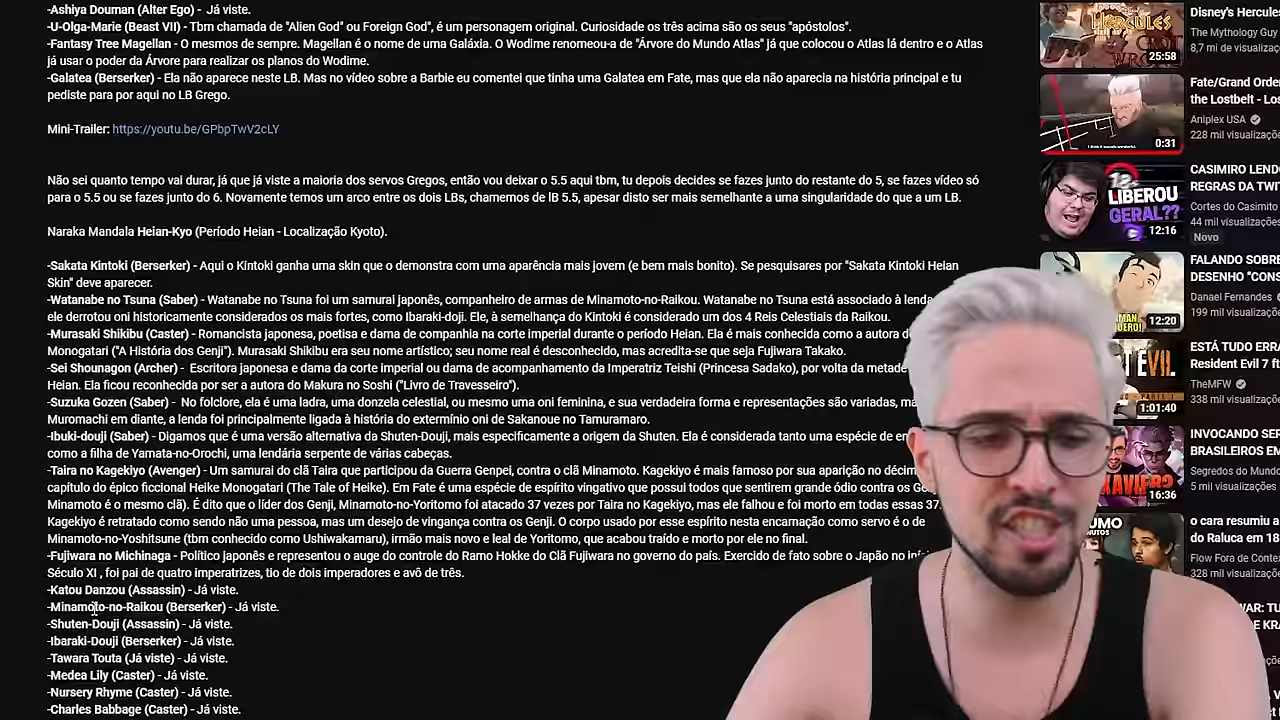 -Ashiya Douman (Alter Ego) - Já viste.
-U-Olga-Marie (Beast VII) - Tbm chamada de "Alien God" ou Foreign God", é um personagem original. Curiosidade os três acima são os seus "apóstolos".
-Fantasy Tree Magellan - O mesmos de sempre. Magellan é o nome de uma Galáxia. O Wodime renomeou-a de "Árvore do Mundo Atlas" já que colocou o Atlas lá dentro e o Atlas
já usar o poder da Árvore para realizar os planos do Wodime.
-Galatea (Berserker) - Ela não aparece neste LB. Mas no vídeo sobre a Barbie eu comentei que tinha uma Galatea em Fate, mas que ela não aparecia na história principal e tu
pediste para por aqui no LB Grego.
Mini-Trailer: https://youtu.be/GPbpTwV2cLY
Não sei quanto tempo vai durar, já que já viste a maioria dos servos Gregos, então vou deixar o 5.5 aqui tbm, tu depois decides se fazes junto do restante do 5, se fazes vídeo só
para o 5.5 ou se fazes junto do 6. Novamente temos um arco entre os dois LBs, chamemos de lB 5.5, apesar disto ser mais semelhante a uma singularidade do que a um LB.
Naraka Mandala Heian-Kyo (Período Heian - Localização Kyoto).
-Sakata Kintoki (Berserker) - Aqui o Kintoki ganha uma skin que o demonstra com uma aparência mais jovem (e bem mais bonito). Se pesquisares por "Sakata Kintoki Heian
Skin" deve aparecer.
-Watanabe no Tsuna (Saber) - Watanabe no Tsuna foi um samurai japonês, companheiro de armas de Minamoto-no-Raikou. Watanabe no Tsuna está associado à lenda
ele derrotou oni historicamente considerados os mais fortes, como Ibaraki-doji. Ele, à semelhança do Kintoki é considerado um dos 4 Reis Celestiais da Raikou.
-Murasaki Shikibu (Caster) - Romancista japonesa, poetisa e dama de companhia na corte imperial durante o período Heian. Ela é mais conhecida como a autora d
Monogatari ("A História dos Genji"). Murasaki Shikibu era seu nome artístico; seu nome real é desconhecido, mas acredita-se que seja Fujiwara Takako.
-Sei Shounagon (Archer) - Escritora japonesa e dama da corte imperial ou dama de acompanhamento da Imperatriz Teishi (Princosa Sadako), por volta da metade
Heian. Ela ficou reconhecida por ser a autora do Makura no Soshi ("Livro de Travesseiro").
-Suzuka Gozen (Saber) - No folclore, ela é uma ladra, uma donzela celestial, ou mesmo uma oni feminina, e sua verdadeira forma e representações são variadas, ma
Muromachi em diante, a lenda foi principalmente ligada à história do extermínio oni de Sakanoue no Tamuramaro.
-Ibuki-douji (Saber) - Digamos que é uma versão alternativa da Shuten-Douji, mais especificamente a origem da Shuten. Ela é considerada tanto uma espécie de en
como a filha de Yamata-no-Orochi, uma lendária serpente de várias cabeças.
-Taira no Kagekiyo (Avenger) - Um samurai do clã Taira que participou da Guerra Genpei, contra o clã Minamoto. Kagekiyo é mais famoso por sua aparição no décim
capítulo do épico ficcional Heike Monogatari (The Tale of Heike). Em Fate é uma espécie de espírito vingativo que possui todos que sentirem grande ódio contra os Ge
Minamoto é o mesmo clã). É dito que o líder dos Genji, Minamoto-no-Yoritomo foi atacado 37 vezes por Taira no Kagekiyo, nas ele falhou e foi morto em todas essas 37.
Kagekiyo é retratado como sendo não uma pessoa, mas um desejo de vingança contra os Genji. O corpo usado por esse espírito nesta encarnação como servo é o de
Minamoto-no-Yoshitsune (tbm conhecido como Ushiwakamaru), irmão mais novo e leal de Yoritomo, que acabou traído e morto por ele no final.
-Fujiwara no Michinaga - Político japonês e representou o auge do controle do Ramo Hokke do Clã Fujiwara no governo do país. Exercido de fato sobre o Japão no iní
Século XI , foi pai de quatro imperatrizes, tio de dois imperadores e avô de três.
-Katou Danzou (Assassin) - Já viste.
-Minamoto-no-Raikou (Berserker) - Já viste.
-Shuten-Douji (Assassin) - Já viste.
-Ibaraki-Douji (Berserker) - Já viste.
-Tawara Touta (Já viste) - Já viste.
-Medea Lily (Caster) - Já viste.
-Nursery Rhyme (Caster) - Já viste.
-Charles Babbage (Caster) - Já viste.
HERCULES
GOT
WRONG
25:58
Disney's Hercules
The Mythology Guy
8,7 mi de visualizaç
0:31
Fate/Grand Orde
the Lostbelt - Los
Aniplex USA
228 mil visualizaçõe
LIBEROU
GERAL??
12:16
CASIMIRO LENDO
REGRAS DA TWIT
Cortes do Casimito
44 mil visualizações
Novo
12:20
FALANDO SOBRE
DESENHO "CONS
Danael Fernandes
199 mil visualizaçõe
T EVIL
1:01:40
ESTÁ TUDO ERRA
Resident Evil 7 ft
TheMFW
338 mil visualizaçõe
XAVIER?
16:36
INVOCANDO SER
BRASILEIROS EM
Segredos do Mundo
5 mil visualizações
UMO
o cara resumiu a
do Raluca em 18
Flow Fora de Contex
328 mil visualizaçõe
WAR: TU
E KRA